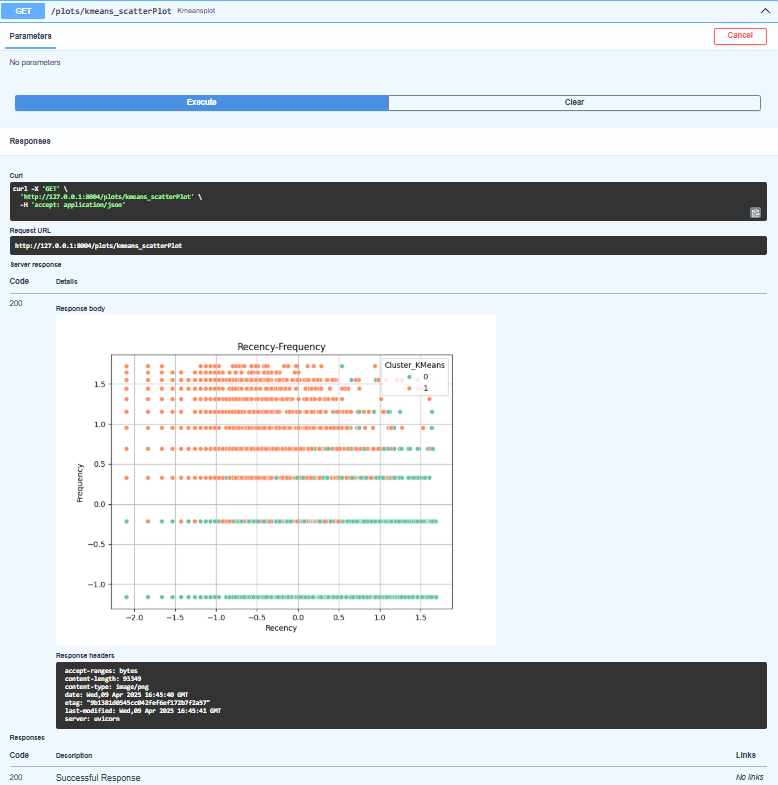 GET /plots/kmeans_scatterPlot Kmeansplot
Parameters
Cancel
No parameters
Execute
Clear
Responses
Curl
curl -X 'GET' \
'http://127.0.0.1:8004/plots/kmeans_scatterPlot' \
-H 'accept: application/json'
Request URL
http://127.0.0.1:8004/plots/kmeans_scatterPlot
Server response
Code Details
200
Response body
Recency-Frequency
Cluster_KMeans
0
1
Frequency
1.5
1.0
0.5
0.0
−0.5
−1.0
−2.0 −1.5 −1.0 −0.5 0.0 0.5 1.0 1.5
Recency
Response headers
accept-ranges: bytes
content-length: 93349
content-type: image/png
date: Wed,09 Apr 2025 16:45:40 GMT
etag: "9b1381d0545cc042fef6ef172b7f2a57"
last-modified: Wed,09 Apr 2025 16:45:41 GMT
server: uvicorn
Responses
Code Description Links
200 Successful Response No links